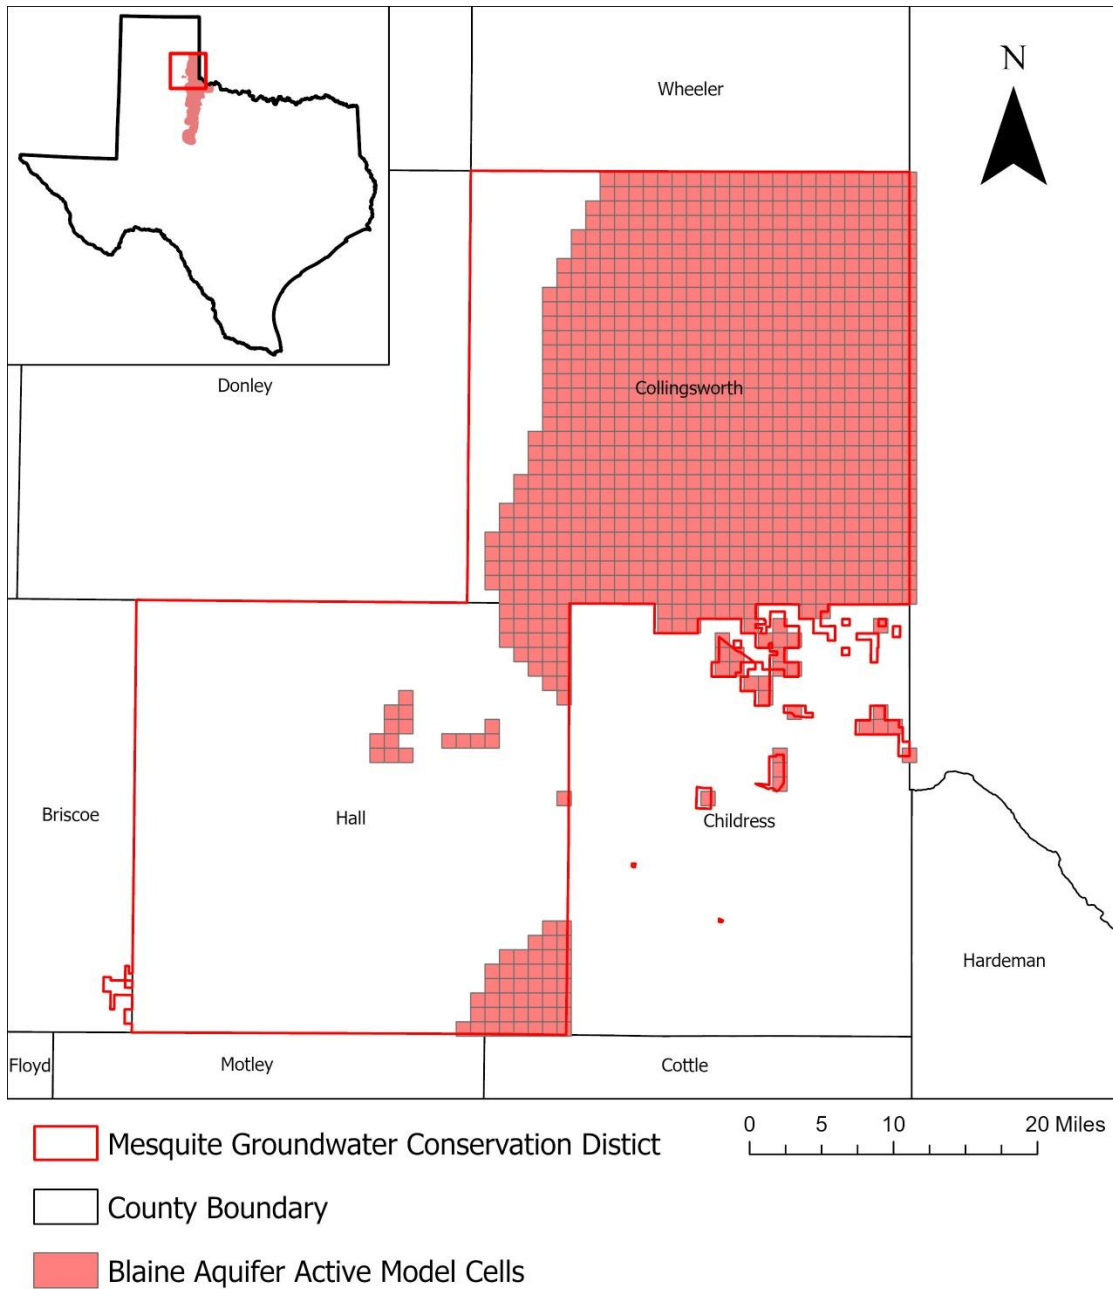 N
Wheeler
Donley
Collingsworth
Briscoe
Hall
Childress
Hardeman
Floyd
Motley
Cottle
Mesquite Groundwater Conservation Distict
0 5 10 20 Miles
County Boundary
Blaine Aquifer Active Model Cells